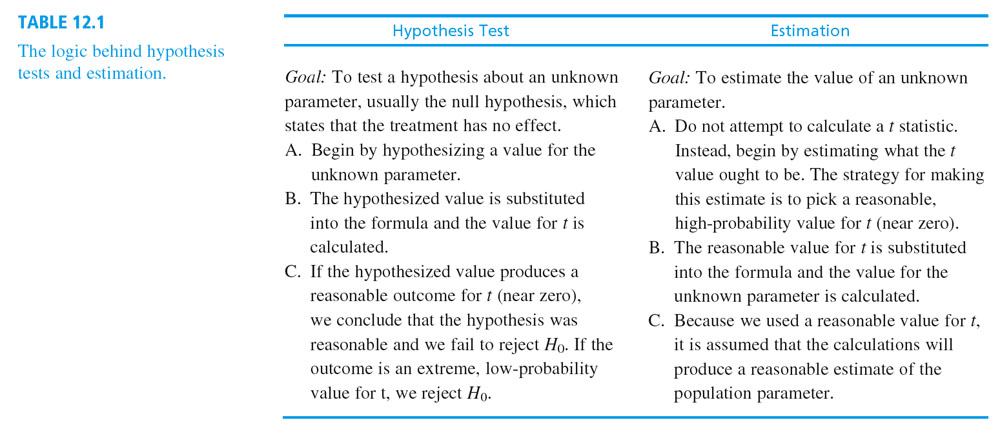 TABLE 12.1
The logic behind hypothesis
tests and estimation.
Hypothesis Test
Goal: To test a hypothesis about an unknown
parameter, usually the null hypothesis, which
states that the treatment has no effect.
A. Begin by hypothesizing a value for the
unknown parameter.
B. The hypothesized value is substituted
into the formula and the value for t is
calculated.
C. If the hypothesized value produces a
reasonable outcome for t (near zero),
we conclude that the hypothesis was
reasonable and we fail to reject H₀. If the
outcome is an extreme, low-probability
value for t, we reject H₀.
Estimation
Goal: To estimate the value of an unknown
parameter.
A. Do not attempt to calculate a t statistic.
Instead, begin by estimating what the t
value ought to be. The strategy for making
this estimate is to pick a reasonable,
high-probability value for t (near zero).
B. The reasonable value for t is substituted
into the formula and the value for the
unknown parameter is calculated.
C. Because we used a reasonable value for t,
it is assumed that the calculations will
produce a reasonable estimate of the
population parameter.